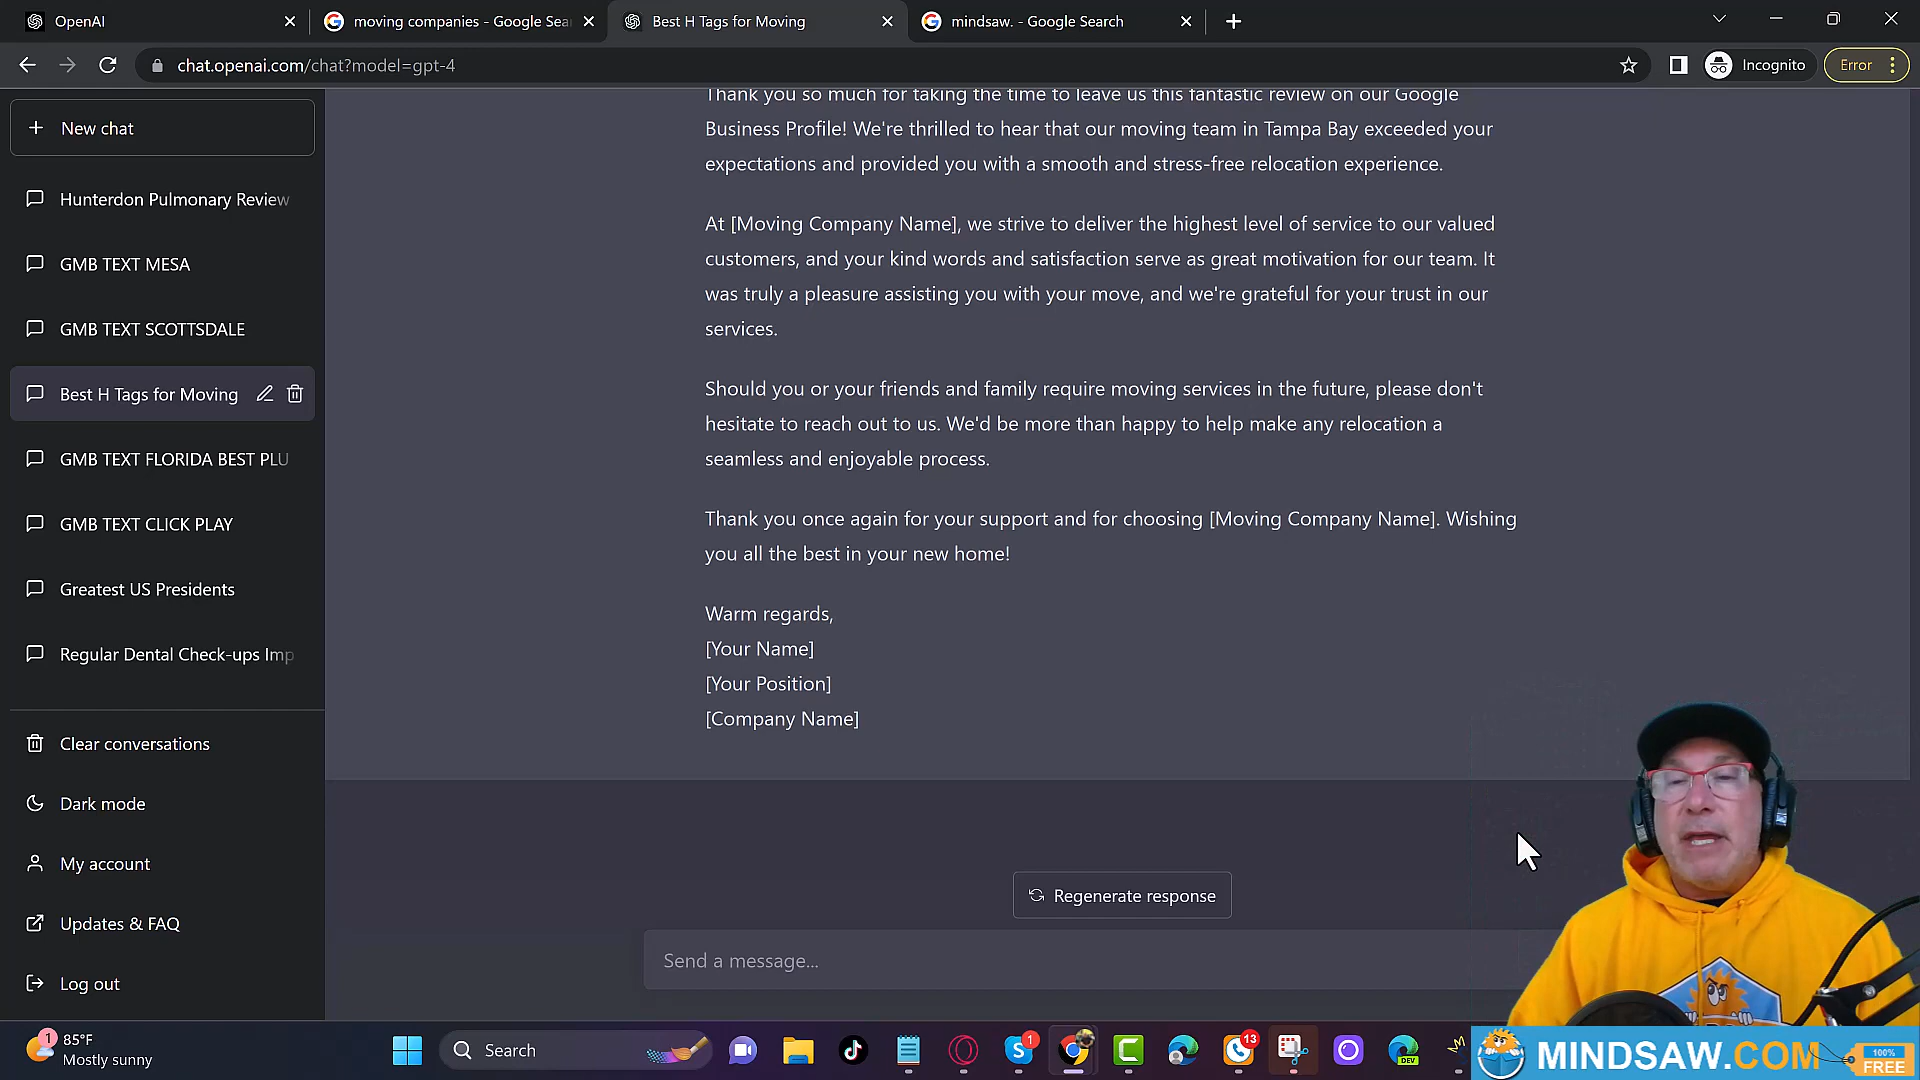 OpenAI
moving companies - Google Sea
Best H Tags for Moving
mindsaw. - Google Search
chat.openai.com/chat?model=gpt-4
Incognito
Error
New chat
Hunterdon Pulmonary Review
GMB TEXT MESA
GMB TEXT SCOTTSDALE
Best H Tags for Moving
GMB TEXT FLORIDA BEST PLU
GMB TEXT CLICK PLAY
Greatest US Presidents
Regular Dental Check-ups Imp
Clear conversations
Dark mode
My account
Updates & FAQ
Log out
Thank you so much for taking the time to leave us this fantastic review on our Google
Business Profile! We're thrilled to hear that our moving team in Tampa Bay exceeded your
expectations and provided you with a smooth and stress-free relocation experience.
At [Moving Company Name], we strive to deliver the highest level of service to our valued
customers, and your kind words and satisfaction serve as great motivation for our team. It
was truly a pleasure assisting you with your move, and we're grateful for your trust in our
services.
Should you or your friends and family require moving services in the future, please don't
hesitate to reach out to us. We'd be more than happy to help make any relocation a
seamless and enjoyable process.
Thank you once again for your support and for choosing [Moving Company Name]. Wishing
you all the best in your new home!
Warm regards,
[Your Name]
[Your Position]
[Company Name]
Regenerate response
Send a message...
1
85°F
Mostly sunny
Search
1
13
DEV
MINDSAW.COM
100%
FREE